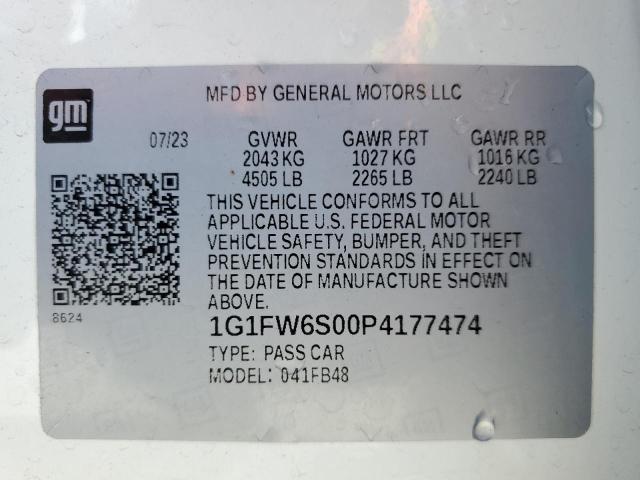 gm
MFD BY GENERAL MOTORS LLC
07/23 GVWR GAWR FRT GAWR RR
2043 KG 1027 KG 1016 KG
4505 LB 2265 LB 2240 LB
THIS VEHICLE CONFORMS TO ALL
APPLICABLE U.S. FEDERAL MOTOR
VEHICLE SAFETY, BUMPER, AND THEFT
PREVENTION STANDARDS IN EFFECT ON
THE DATE OF MANUFACTURE SHOWN
ABOVE.
8624
1G1FW6S00P4177474
TYPE: PASS CAR
MODEL: 041FB48